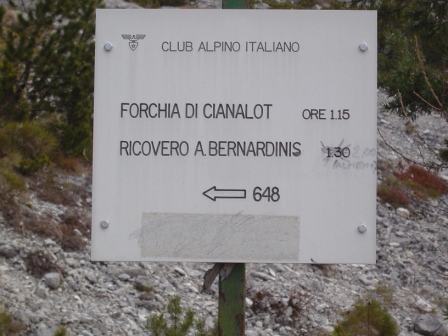 CLUB ALPINO ITALIANO
FORCHIA DI CIANALOT ORE 1.15
RICOVERO A. BERNARDINIS 1.30
648